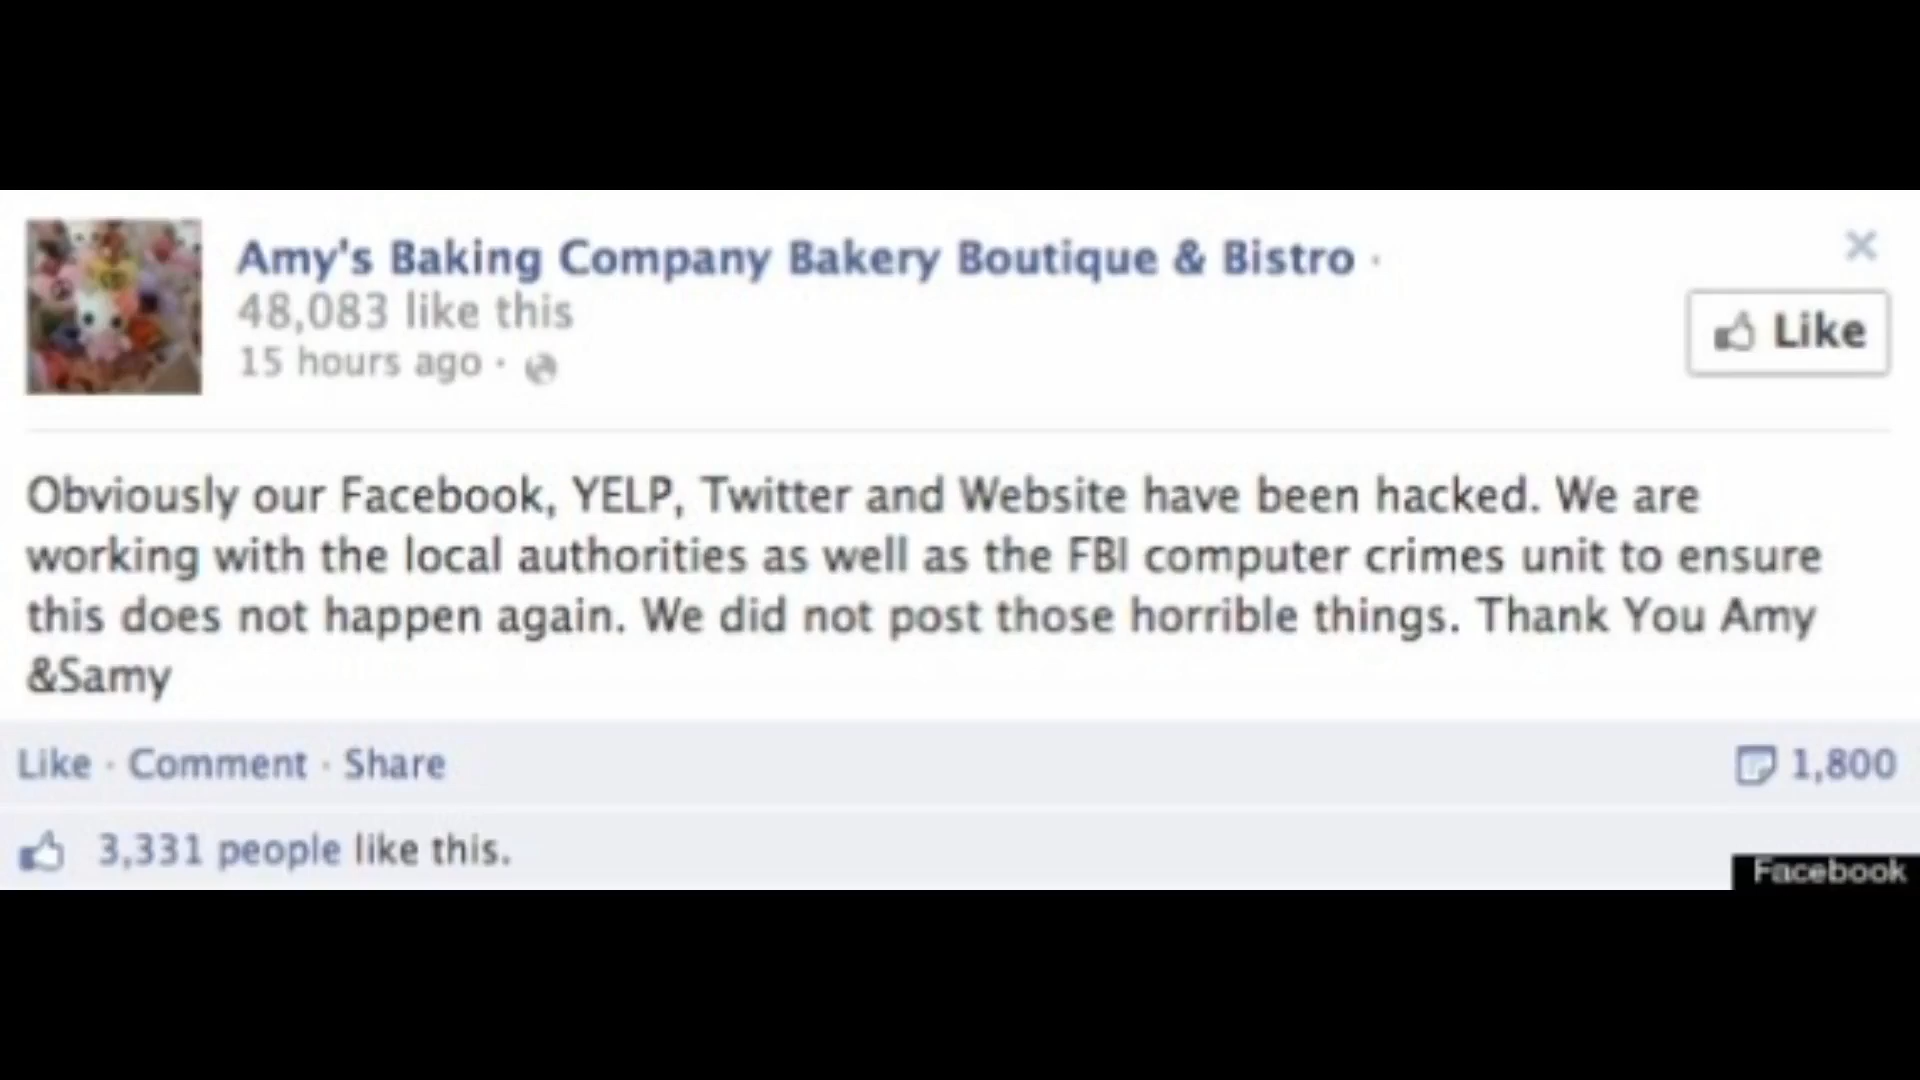 Amy's Baking Company Bakery Boutique & Bistro ·
48,083 like this
15 hours ago ·
Like
Obviously our Facebook, YELP, Twitter and Website have been hacked. We are
working with the local authorities as well as the FBI computer crimes unit to ensure
this does not happen again. We did not post those horrible things. Thank You Amy
&Samy
Like · Comment · Share
1,800
3,331 people like this.
Facebook